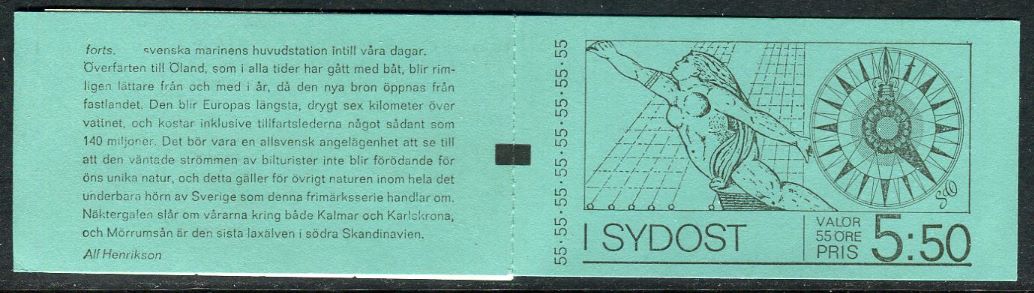 forts. svenska marinens huvudstation intill våra dagar.
Överfarten till Öland, som i alla tider har gått med båt, blir rim-
ligen lättare från och med i år, då den nya bron öppnas från
fastlandet. Den blir Europas längsta, drygt sex kilometer över
vattnet, och kostar inklusive tillfartslederna något sådant som
140 miljoner. Det bör vara en allsvensk angelägenhet att se till
att den väntade strömmen av bilturister inte blir förödande för
öns unika natur, och detta gäller för övrigt naturen inom hela det
underbara hörn av Sverige som denna frimärksserie handlar om.
Näktergalen slår om vårarna kring både Kalmar och Karlskrona,
och Mörrumsån är den sista laxälven i södra Skandinavien.
Alf Henrikson
55·55·55·55·55·55·55·55
I SYDOST
VALÖR
55 ÖRE
PRIS
5:50